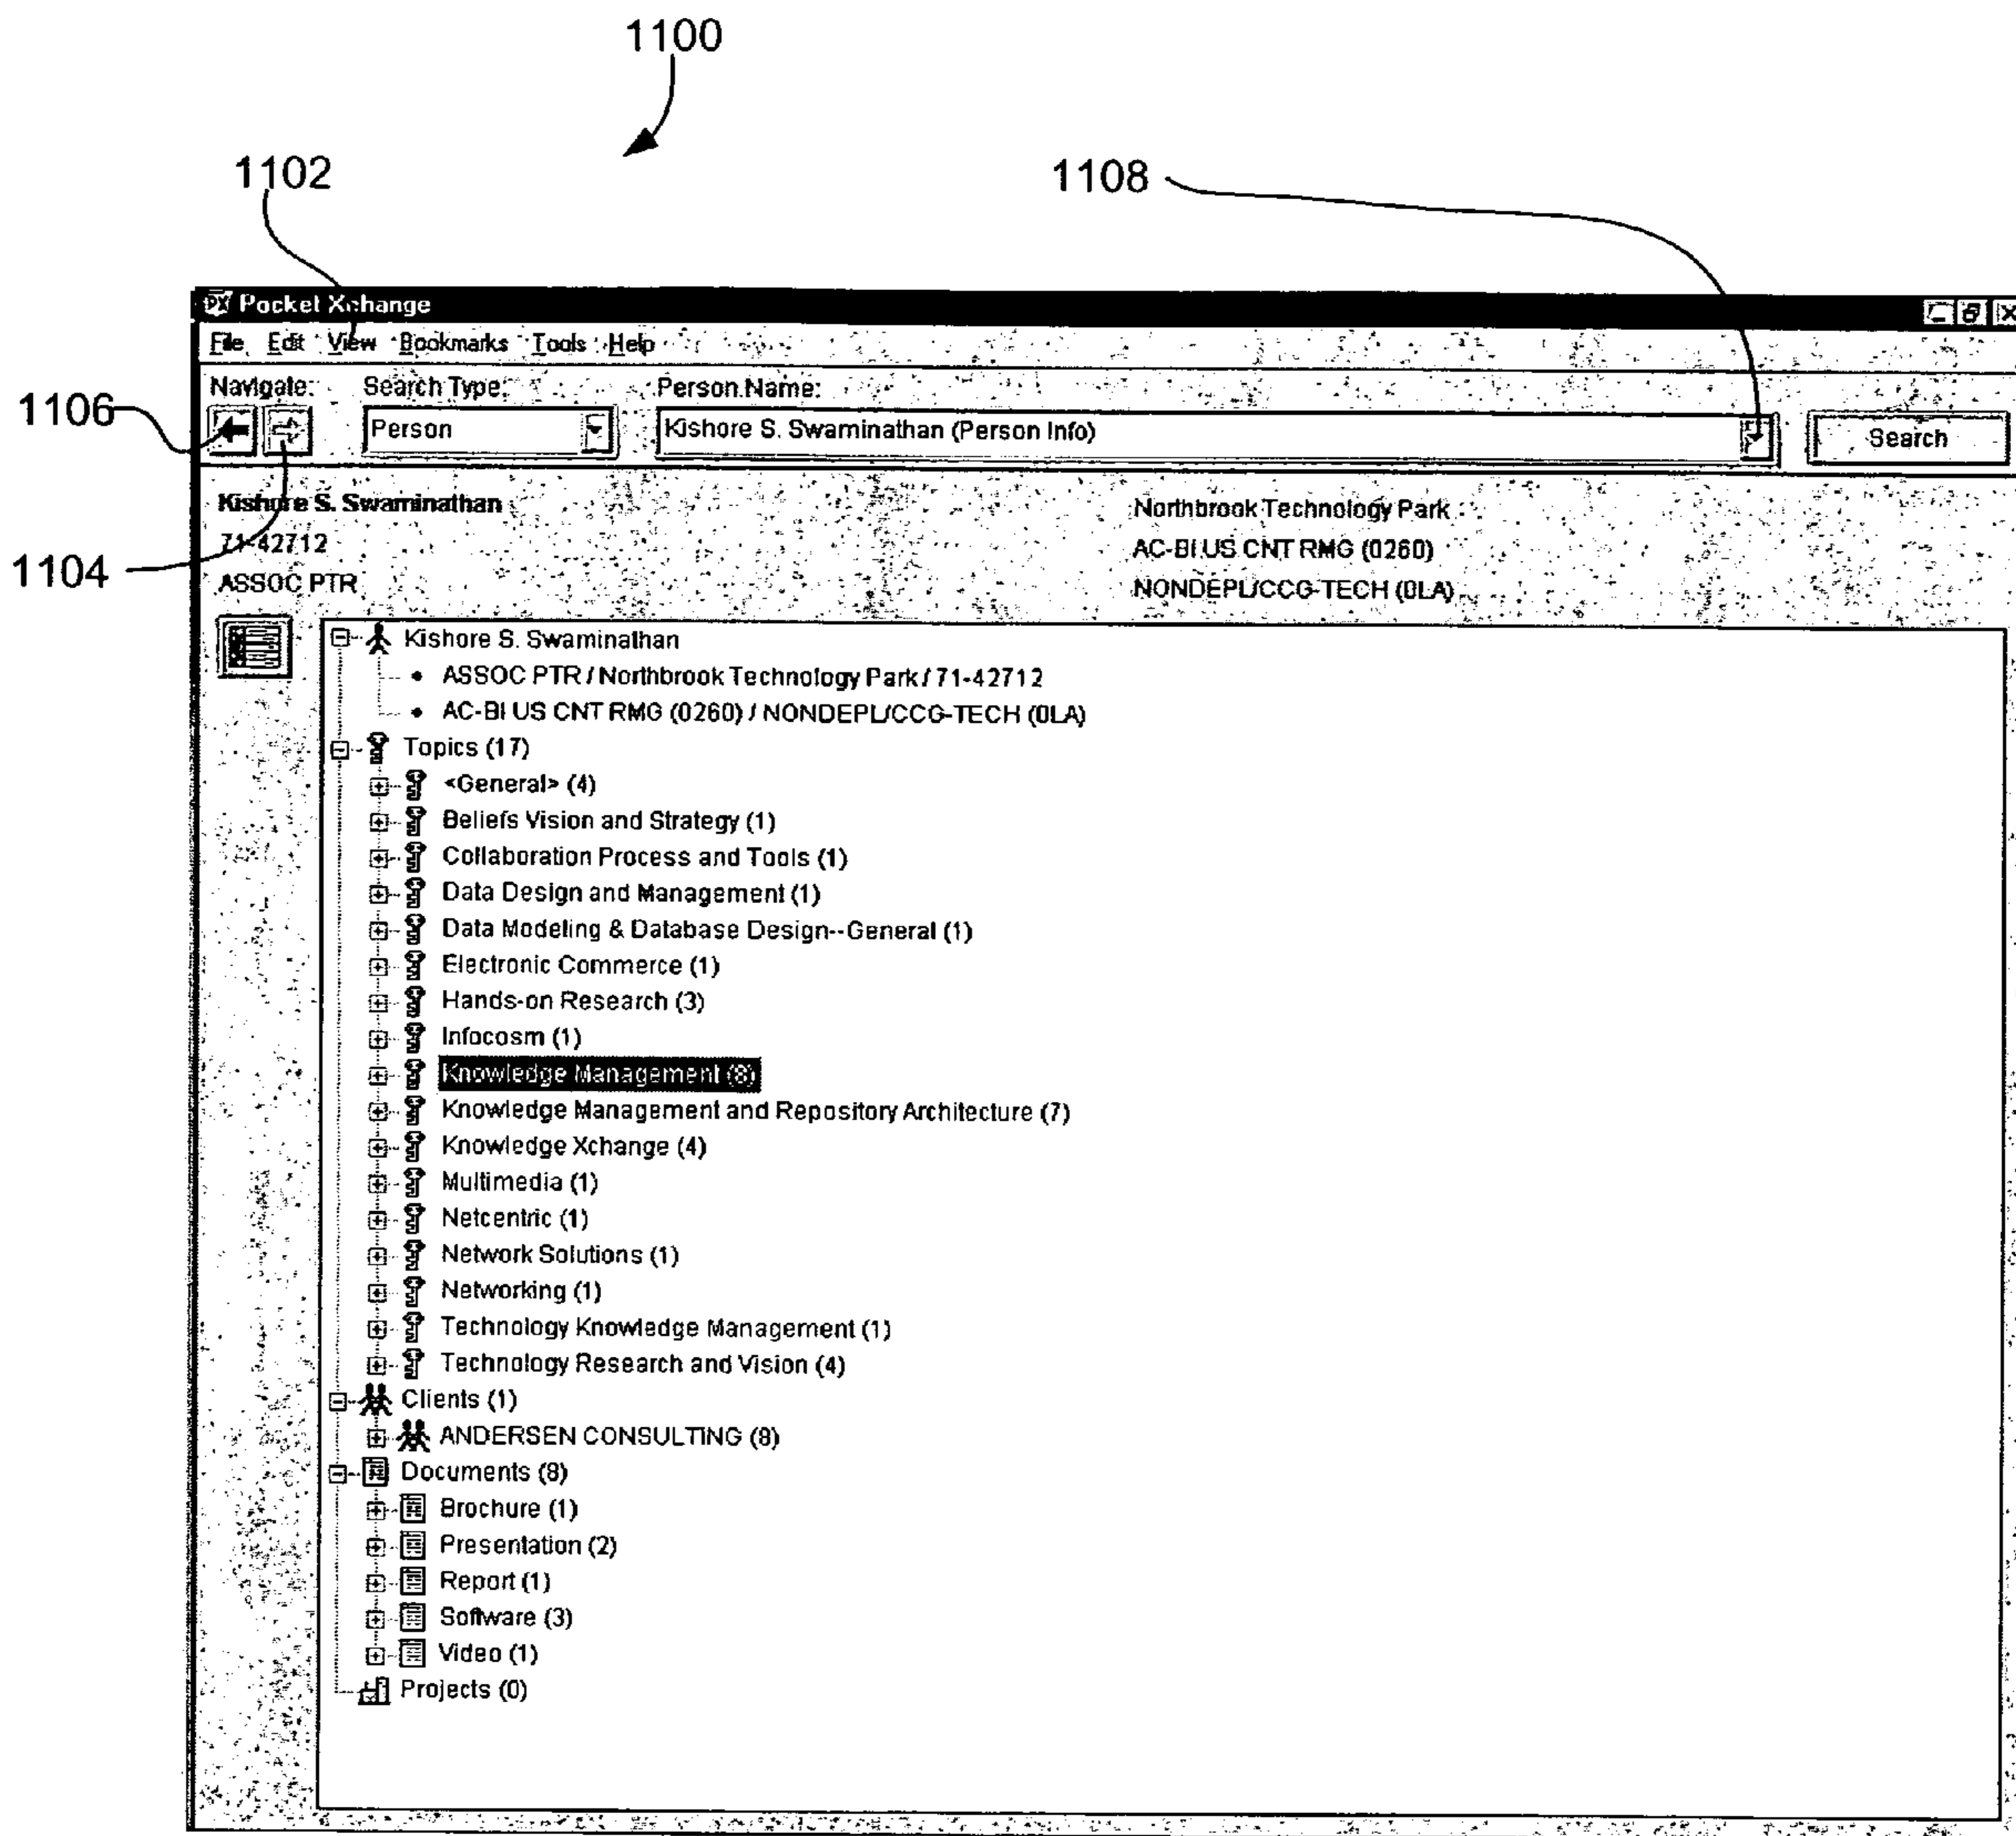 1100
1102
1108
PX Pocket Xchange
File Edit View Bookmarks Tools Help
Navigate: Search Type: Person Name:
1106
Person Kishore S. Swaminathan (Person Info) Search
Kishore S. Swaminathan Northbrook Technology Park
71-42712 AC-BI US CNT RMG (0260)
1104
ASSOC PTR NONDEPL/CCG-TECH (0LA)
Kishore S. Swaminathan
• ASSOC PTR / Northbrook Technology Park / 71-42712
• AC-BI US CNT RMG (0260) / NONDEPL/CCG-TECH (0LA)
Topics (17)
<General> (4)
Beliefs Vision and Strategy (1)
Collaboration Process and Tools (1)
Data Design and Management (1)
Data Modeling & Database Design--General (1)
Electronic Commerce (1)
Hands-on Research (3)
Infocosm (1)
Knowledge Management (8)
Knowledge Management and Repository Architecture (7)
Knowledge Xchange (4)
Multimedia (1)
Netcentric (1)
Network Solutions (1)
Networking (1)
Technology Knowledge Management (1)
Technology Research and Vision (4)
Clients (1)
ANDERSEN CONSULTING (8)
Documents (8)
Brochure (1)
Presentation (2)
Report (1)
Software (3)
Video (1)
Projects (0)